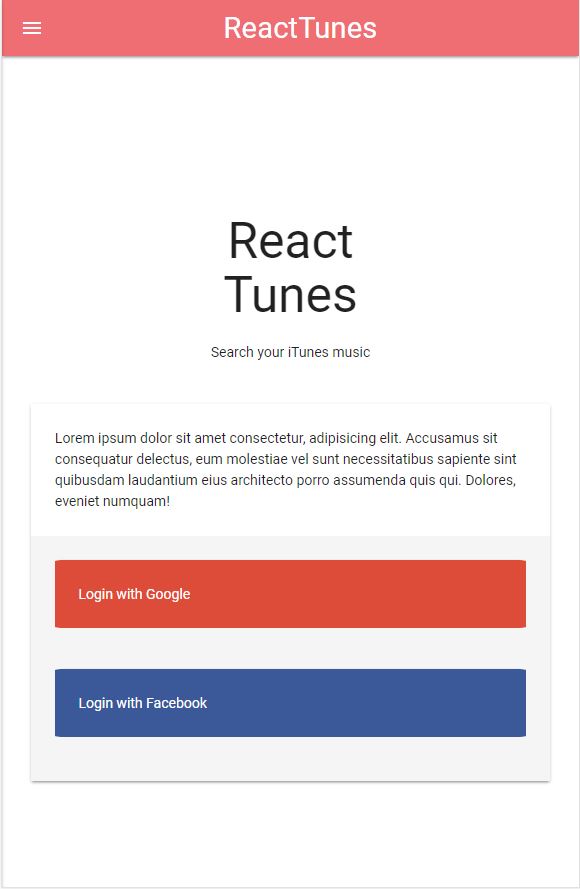 ReactTunes
React
Tunes
Search your iTunes music
Lorem ipsum dolor sit amet consectetur, adipisicing elit. Accusamus sit
consequatur delectus, eum molestiae vel sunt necessitatibus sapiente sint
quibusdam laudantium eius architecto porro assumenda quis qui. Dolores,
eveniet numquam!
Login with Google
Login with Facebook